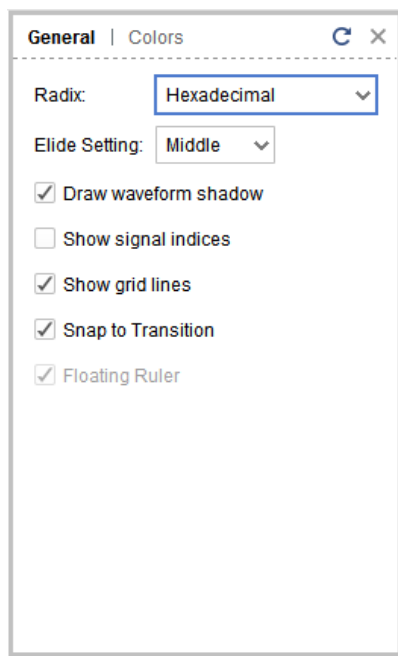 General | Colors
Radix: Hexadecimal
Elide Setting: Middle
Draw waveform shadow
Show signal indices
Show grid lines
Snap to Transition
Floating Ruler